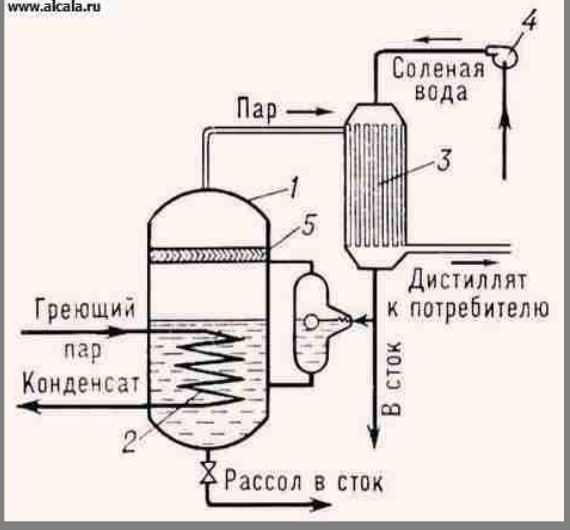 www.alcala.ru
4
Соленая
вода
Пар
3
1
5
Дистиллят
к потребителю
Греющий
пар
Конденсат
В сток
2
Рассол в сток